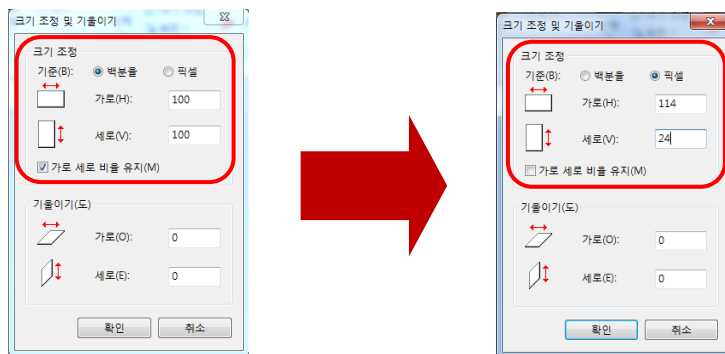 크기 조정 및 기울이기
크기 조정
기준(B): 백분율 픽셀
가로(H): 100
세로(V): 100
가로 세로 비율 유지(M)
기울이기(도)
가로(O): 0
세로(E): 0
확인 취소
크기 조정 및 기울이기
크기 조정
기준(B): 백분율 픽셀
가로(H): 114
세로(V): 24
가로 세로 비율 유지(M)
기울이기(도)
가로(O): 0
세로(E): 0
확인 취소